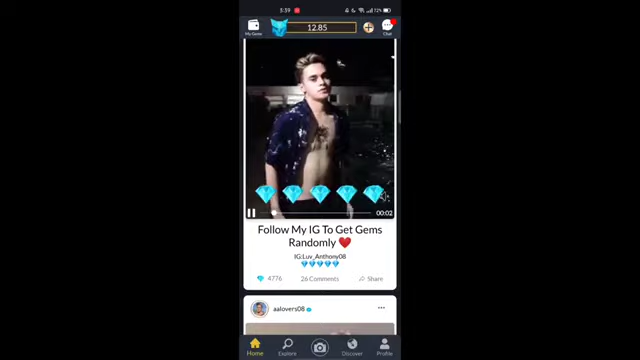 3:39
12%
My Gems
12.85
Chat
00:02
Follow My IG To Get Gems
Randomly ❤️
IG:Luv_Anthony08
💎💎💎💎💎
4776
26 Comments
Share
aalovers08
Home
Explore
Discover
Profile